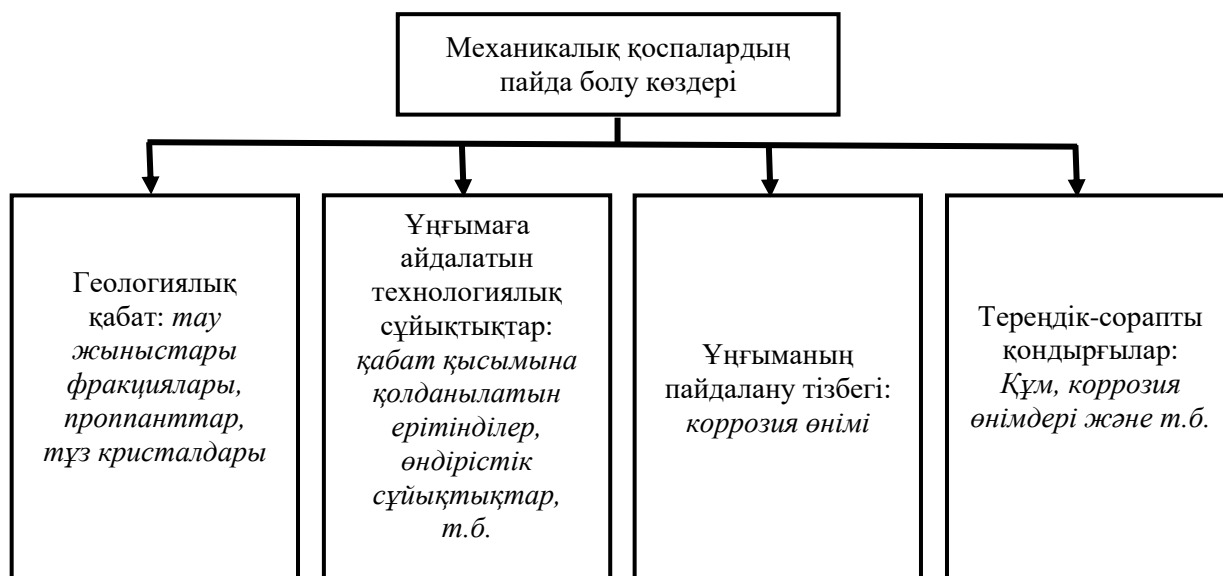 Механикалық қоспалардың
пайда болу көздері
Геологиялық
қабат: тау
жыныстары
фракциялары,
проппанттар,
тұз кристалдары
Ұңғымаға
айдалатын
технологиялық
сұйықтықтар:
қабат қысымына
қолданылатын
ерітінділер,
өндірістік
сұйықтықтар,
т.б.
Ұңғыманың
пайдалану тізбегі:
коррозия өнімі
Тереңдік-сорапты
қондырғылар:
Құм, коррозия
өнімдері және т.б.